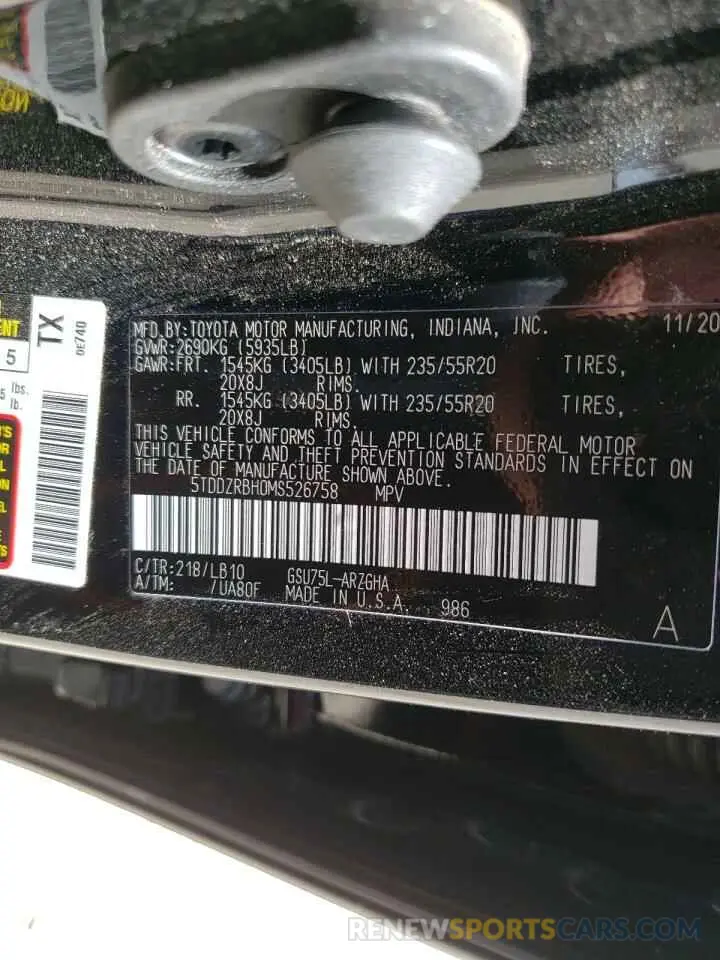 MFD.BY:TOYOTA MOTOR MANUFACTURING, INDIANA, INC. 11/20
GVWR:2690KG (5935LB)
GAWR:FRT. 1545KG (3405LB) WITH 235/55R20 TIRES,
20X8J RIMS.
RR. 1545KG (3405LB) WITH 235/55R20 TIRES,
20X8J RIMS.
THIS VEHICLE CONFORMS TO ALL APPLICABLE FEDERAL MOTOR
VEHICLE SAFETY AND THEFT PREVENTION STANDARDS IN EFFECT ON
THE DATE OF MANUFACTURE SHOWN ABOVE.
5TDDZRBH0MS526758 MPV
C/TR:218/LB10 GSU75L-ARZGHA
A/TM: /UA80F MADE IN U.S.A. 986
A
TX
0E740
5
lbs.
lb.
RENEWSPORTSCARS.COM